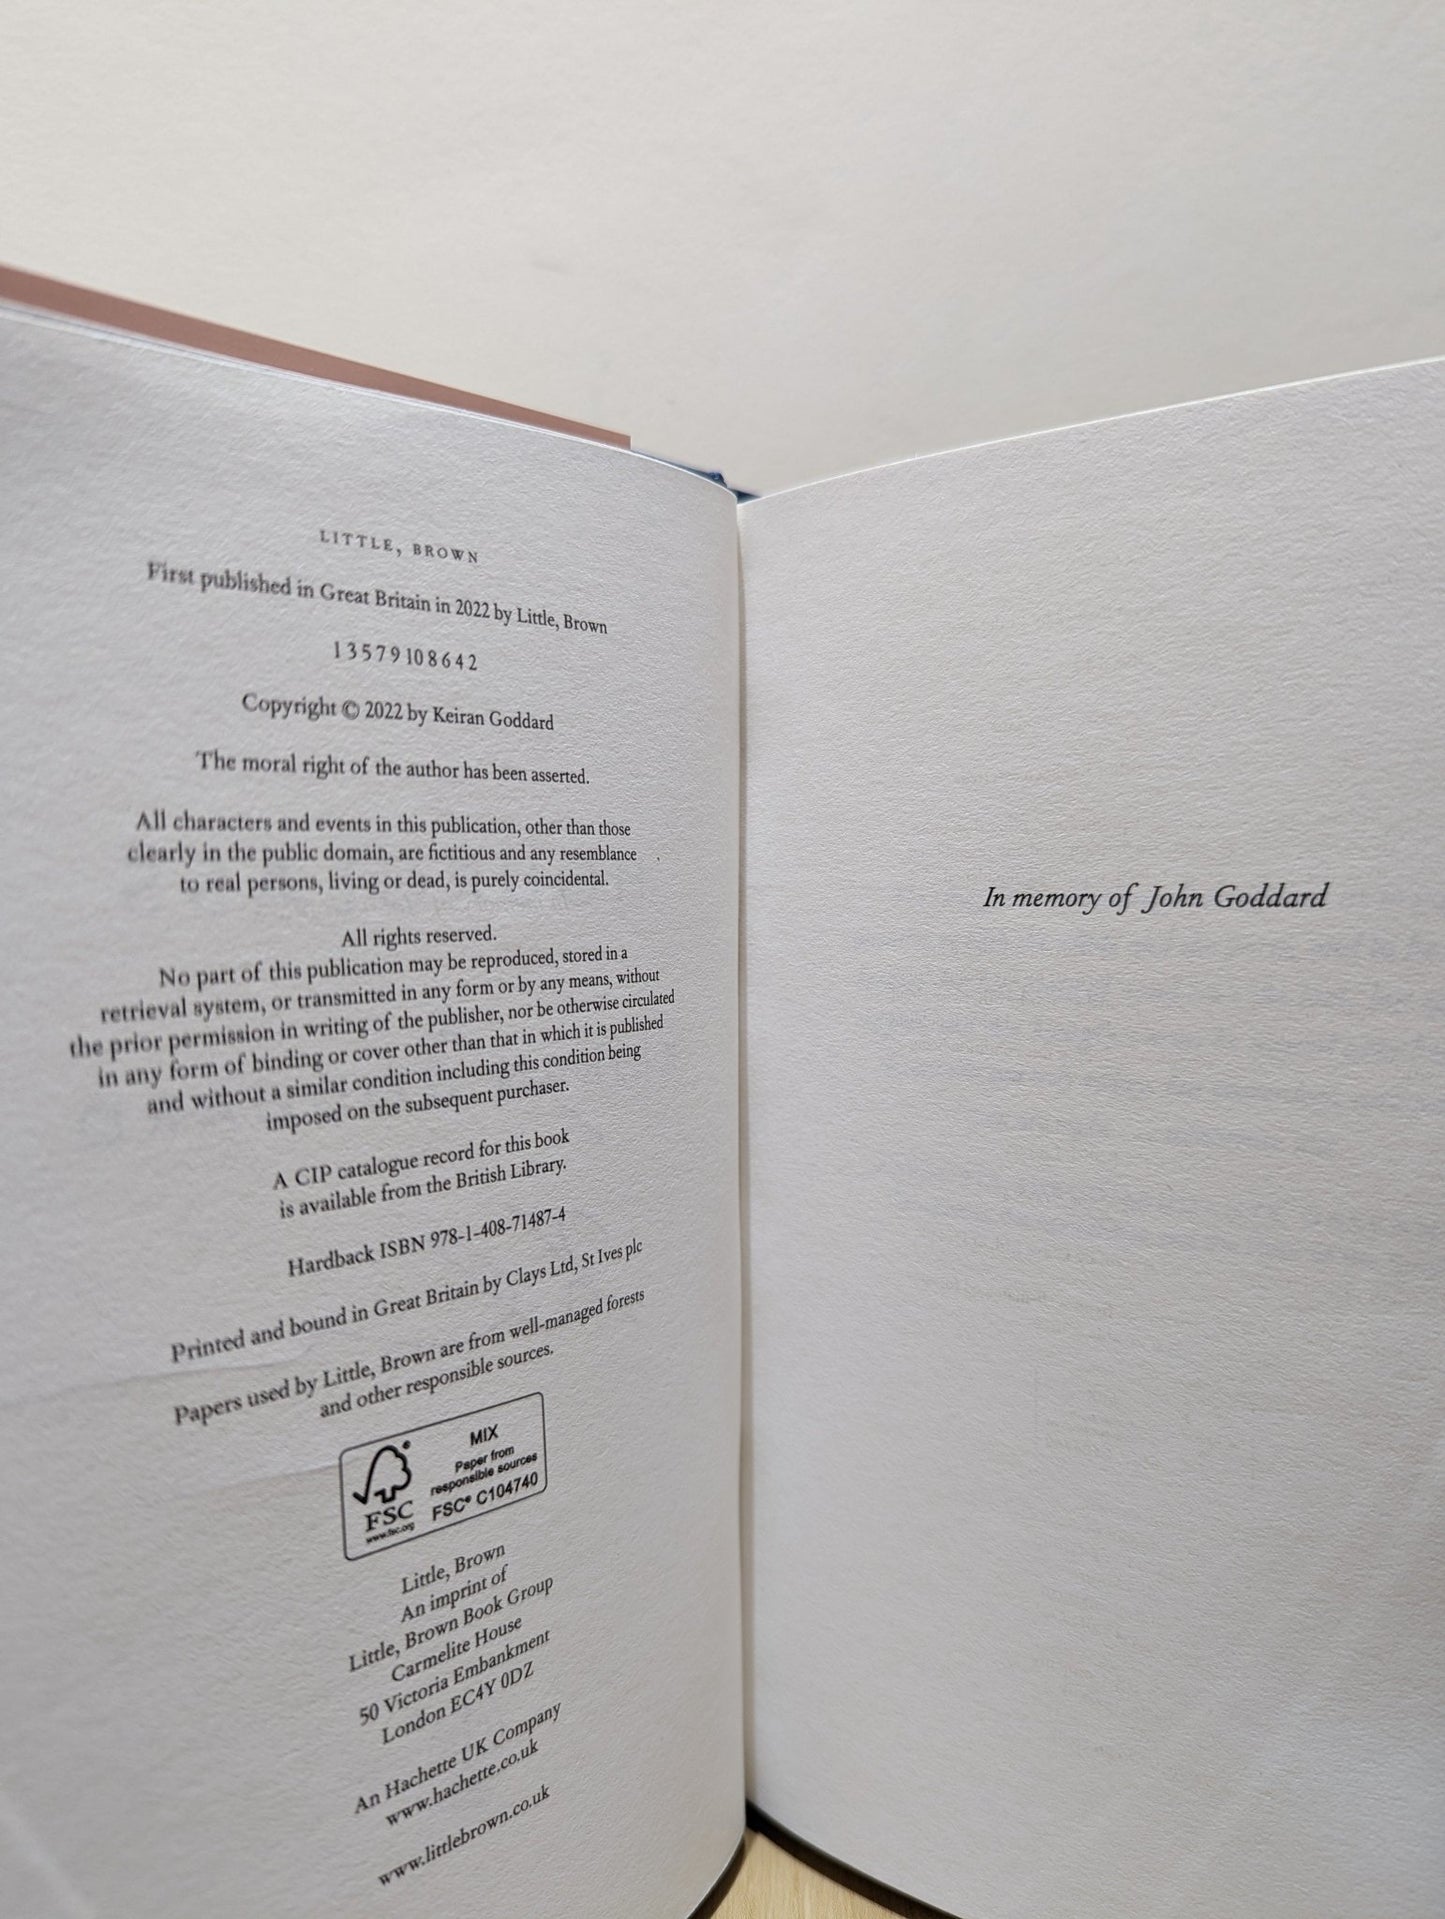 LITTLE, BROWN
First published in Great Britain in 2022 by Little, Brown
1 3 5 7 9 10 8 6 4 2
Copyright © 2022 by Keiran Goddard
The moral right of the author has been asserted.
All characters and events in this publication, other than those
clearly in the public domain, are fictitious and any resemblance
to real persons, living or dead, is purely coincidental.
All rights reserved.
No part of this publication may be reproduced, stored in a
retrieval system, or transmitted in any form or by any means, without
the prior permission in writing of the publisher, nor be otherwise circulated
in any form of binding or cover other than that in which it is published
and without a similar condition including this condition being
imposed on the subsequent purchaser.
A CIP catalogue record for this book
is available from the British Library.
Hardback ISBN 978-1-408-71487-4
Printed and bound in Great Britain by Clays Ltd, St Ives plc
Papers used by Little, Brown are from well-managed forests
and other responsible sources.
MIX
Paper from
responsible sources
FSC® C104740
FSC
www.fsc.org
Little, Brown
An imprint of
Little, Brown Book Group
Carmelite House
50 Victoria Embankment
London EC4Y 0DZ
An Hachette UK Company
www.hachette.co.uk
www.littlebrown.co.uk
In memory of John Goddard